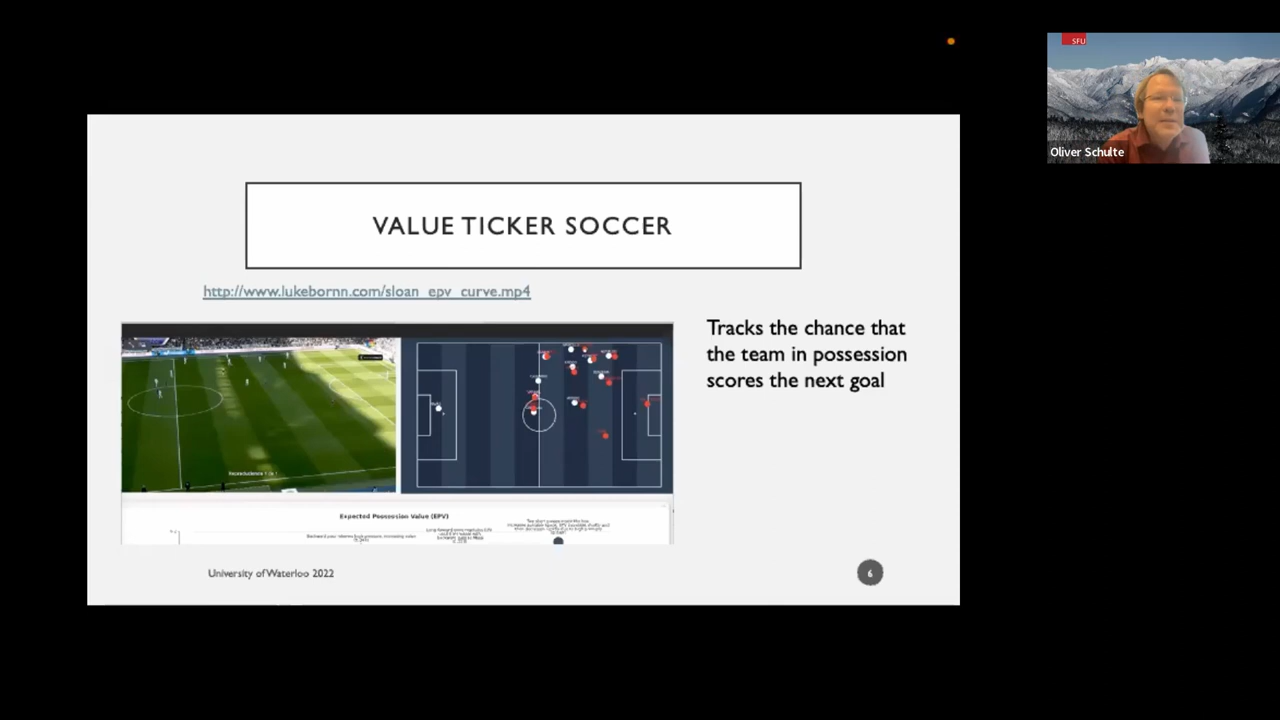 SFU
Oliver Schulte
VALUE TICKER SOCCER
http://www.lukebornn.com/sloan_epv_curve.mp4
Tracks the chance that
the team in possession
scores the next goal
Expected Possession Value (EPV)
University of Waterloo 2022
6